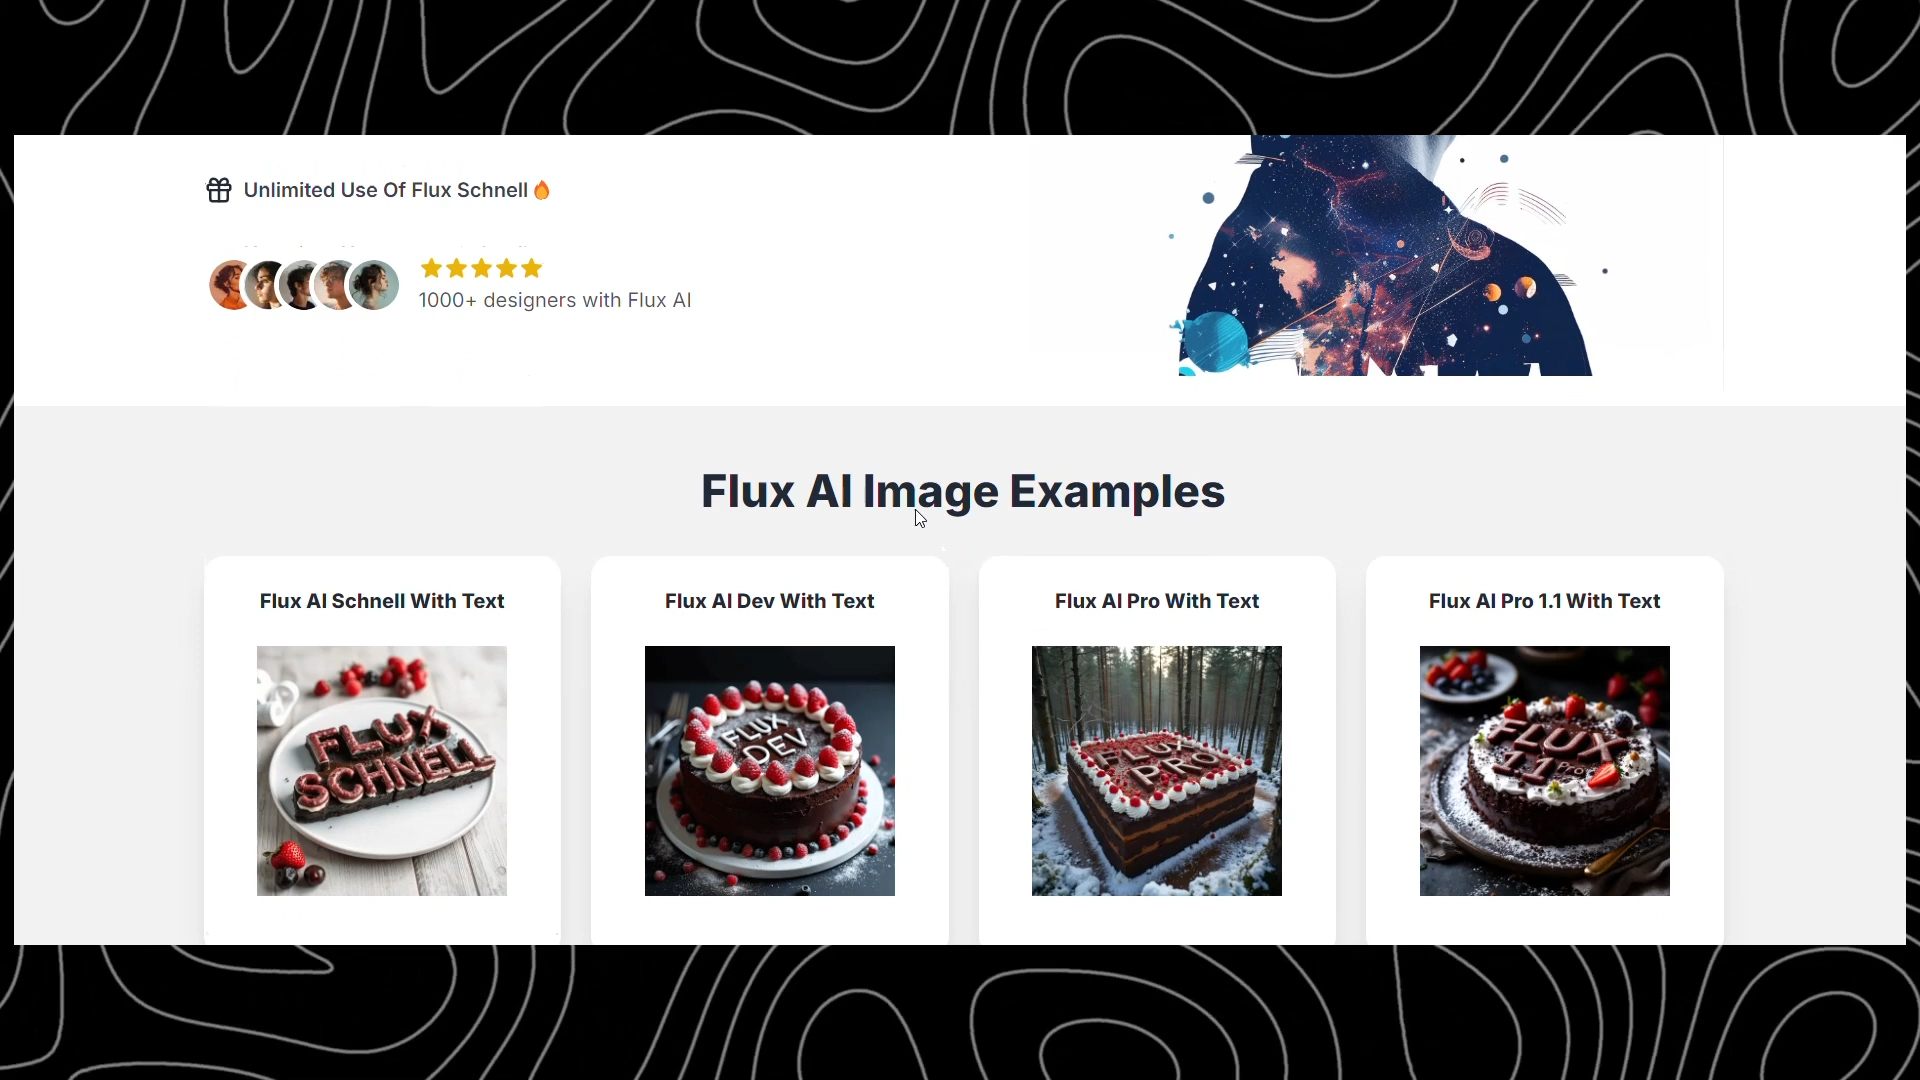 Unlimited Use Of Flux Schnell
1000+ designers with Flux AI
Flux AI Image Examples
Flux AI Schnell With Text
Flux AI Dev With Text
Flux AI Pro With Text
Flux AI Pro 1.1 With Text
FLUX
SCHNELL
FLUX
DEV
FLUX
PRO
FLUX
1.1 Pro